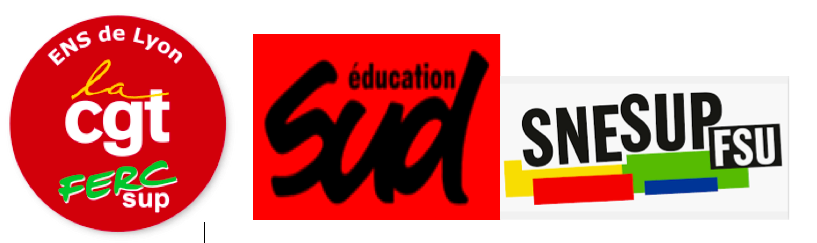 ENS de Lyon
la
cgt
FERC
sup
éducation
Sud
SNESUP
FSU